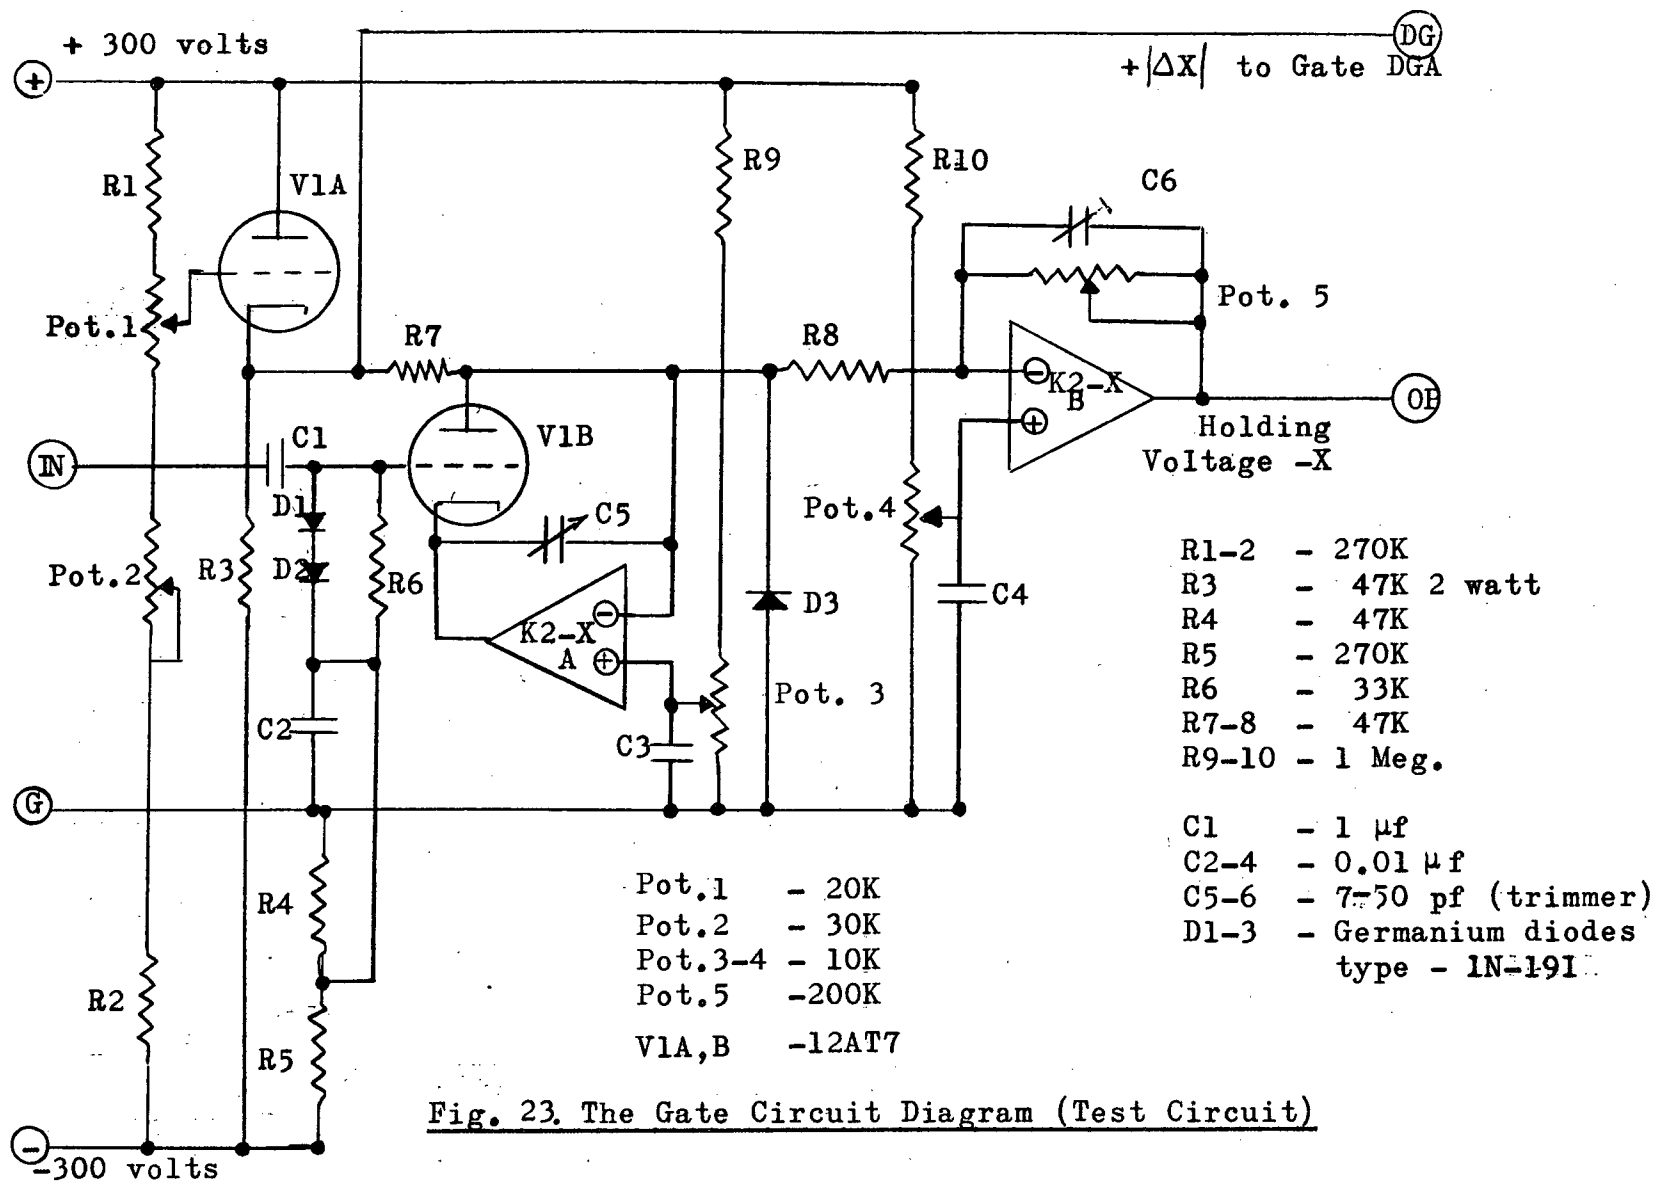 + 300 volts
+
DG
+|ΔX| to Gate DGA
R1
V1A
R9
R10
C6
Pot.1
R7
R8
Pot. 5
K2-X
B
OP
Holding
Voltage -X
IN
C1
V1B
D1
C5
Pot.4
Pot.2
R3
D2
R6
K2-X
A
D3
C4
Pot. 3
C2
C3
G
R4
R2
R5
-
-300 volts
R1-2 - 270K
R3 - 47K 2 watt
R4 - 47K
R5 - 270K
R6 - 33K
R7-8 - 47K
R9-10 - 1 Meg.
C1 - 1 μf
C2-4 - 0.01 μf
C5-6 - 7-50 pf (trimmer)
D1-3 - Germanium diodes
type - 1N-191
Pot.1 - 20K
Pot.2 - 30K
Pot.3-4 - 10K
Pot.5 -200K
V1A,B -12AT7
Fig. 23. The Gate Circuit Diagram (Test Circuit)